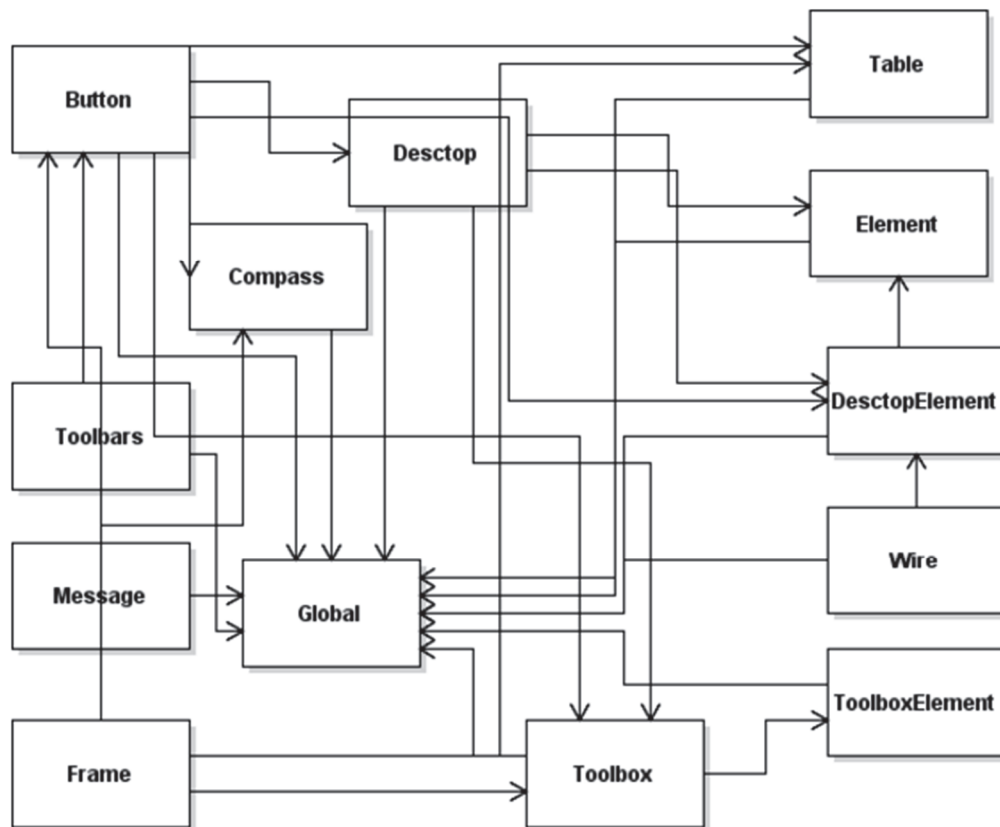 Table
Button
Desctop
Element
Compass
DesctopElement
Toolbars
Wire
Message
Global
ToolboxElement
Frame
Toolbox